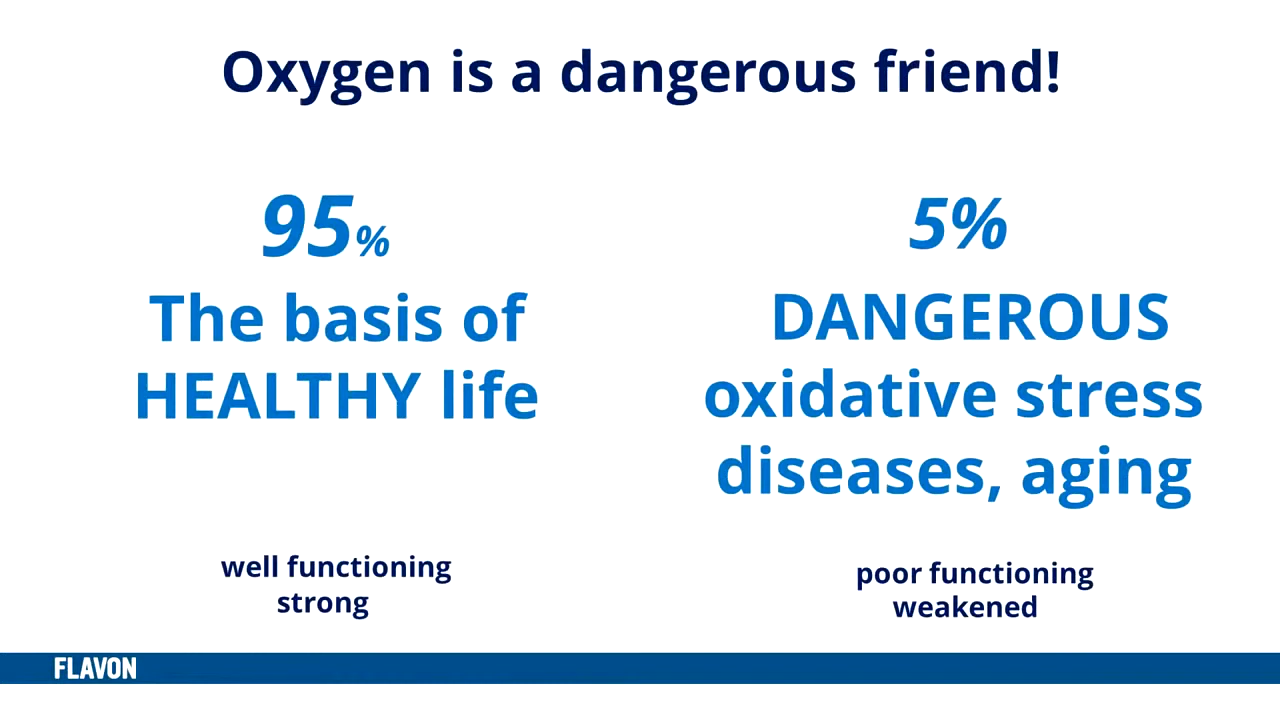 Oxygen is a dangerous friend!
95%
The basis of
HEALTHY life
well functioning
strong
5%
DANGEROUS
oxidative stress
diseases, aging
poor functioning
weakened
FLAVON